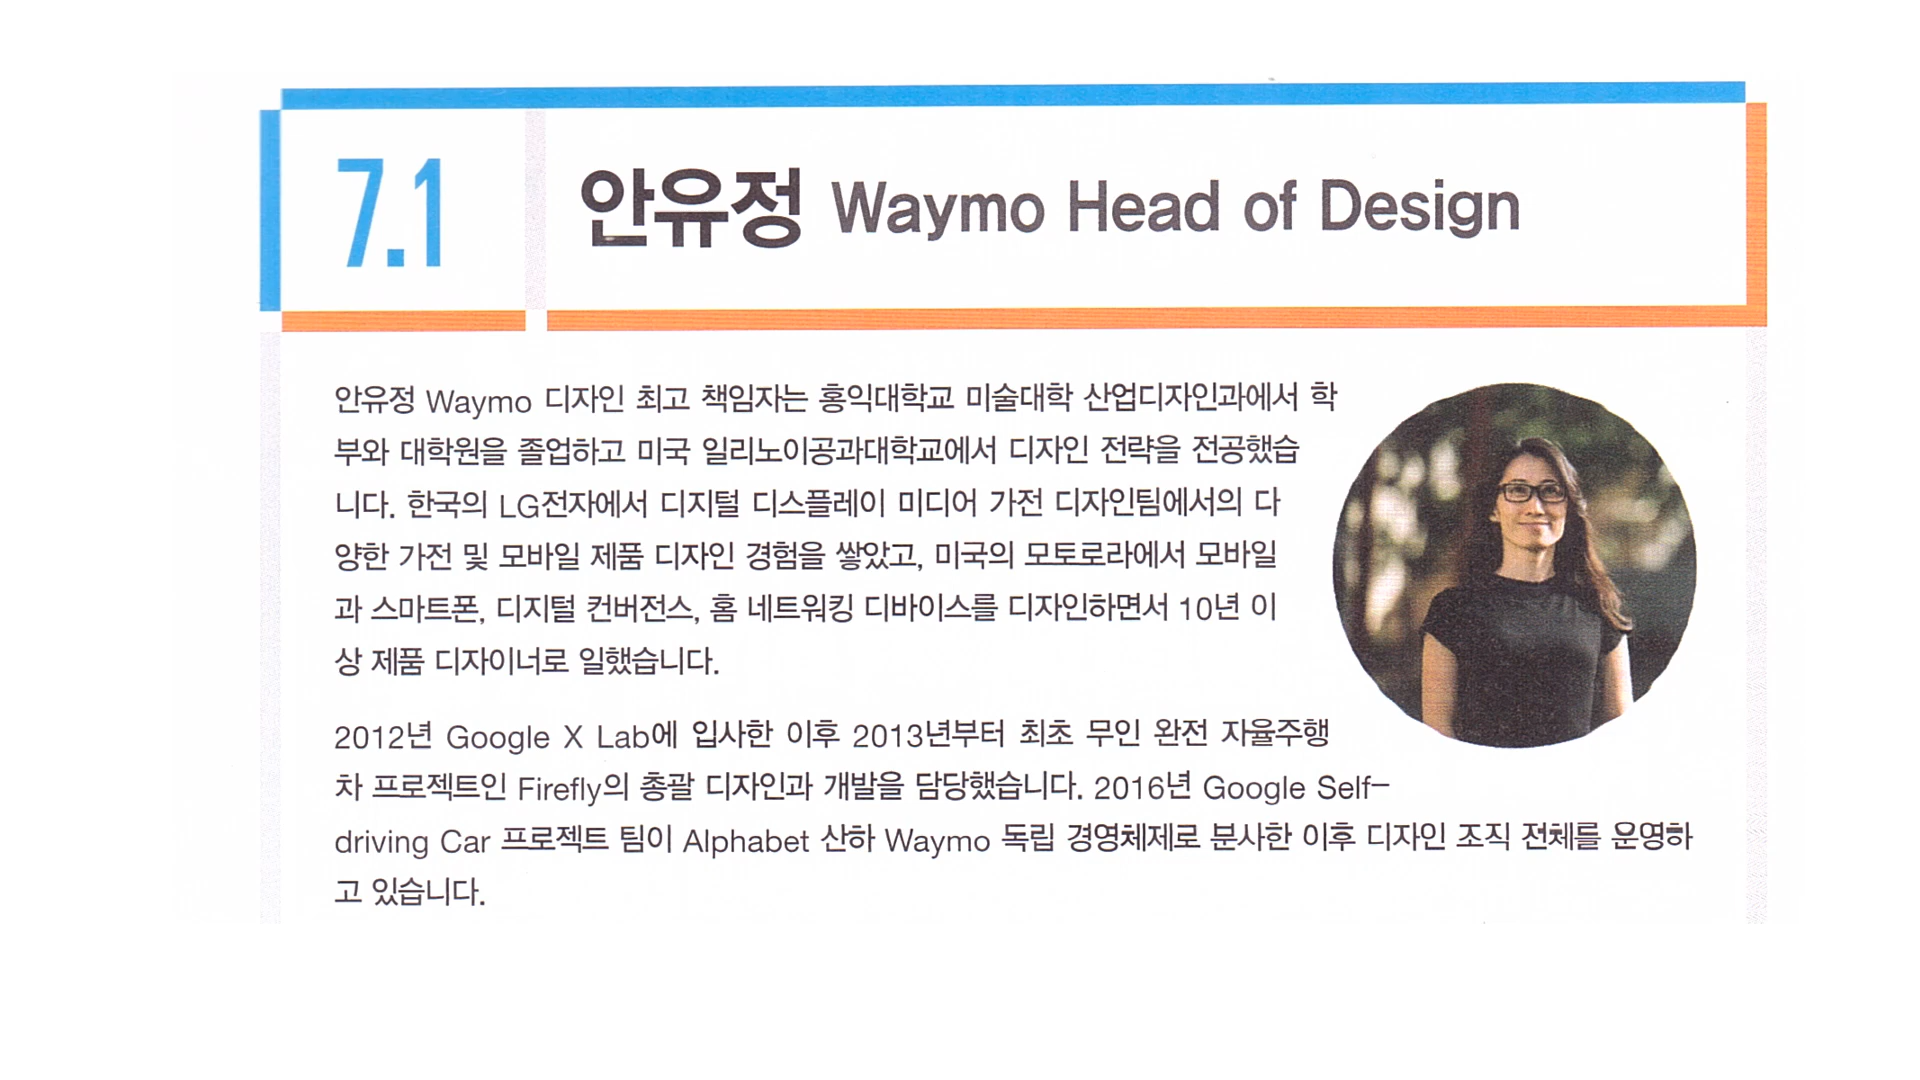 7.1
안유정 Waymo Head of Design
안유정 Waymo 디자인 최고 책임자는 홍익대학교 미술대학 산업디자인과에서 학
부와 대학원을 졸업하고 미국 일리노이공과대학교에서 디자인 전략을 전공했습
니다. 한국의 LG전자에서 디지털 디스플레이 미디어 가전 디자인팀에서의 다
양한 가전 및 모바일 제품 디자인 경험을 쌓았고, 미국의 모토로라에서 모바일
과 스마트폰, 디지털 컨버전스, 홈 네트워킹 디바이스를 디자인하면서 10년 이
상 제품 디자이너로 일했습니다.
2012년 Google X Lab에 입사한 이후 2013년부터 최초 무인 완전 자율주행
차 프로젝트인 Firefly의 총괄 디자인과 개발을 담당했습니다. 2016년 Google Self-
driving Car 프로젝트 팀이 Alphabet 산하 Waymo 독립 경영체제로 분사한 이후 디자인 조직 전체를 운영하
고 있습니다.